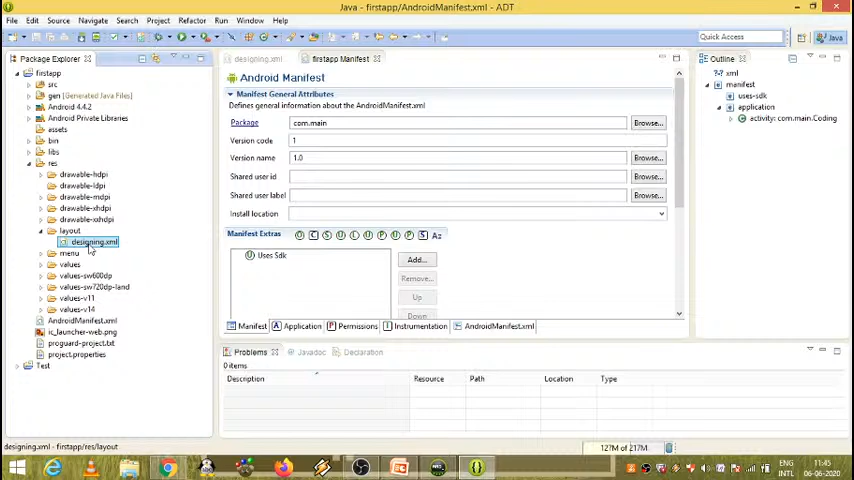 Java - firstapp/AndroidManifest.xml - ADT
File Edit Source Navigate Search Project Refactor Run Window Help
Quick Access
Java
Package Explorer
firstapp
src
gen [Generated Java Files]
Android 4.4.2
Android Private Libraries
assets
bin
libs
res
drawable-hdpi
drawable-ldpi
drawable-mdpi
drawable-xhdpi
drawable-xxhdpi
layout
designing.xml
menu
values
values-sw600dp
values-sw720dp-land
values-v11
values-v14
AndroidManifest.xml
ic_launcher-web.png
proguard-project.txt
project.properties
Test
designing.xml
firstapp Manifest
Android Manifest
Manifest General Attributes
Defines general information about the AndroidManifest.xml
Package com.main Browse...
Version code 1
Version name 1.0 Browse...
Shared user id Browse...
Shared user label Browse...
Install location
Manifest Extras O C S U L U P U P S Az
U Uses Sdk
Add...
Remove...
Up
Down
Manifest A Application P Permissions I Instrumentation AndroidManifest.xml
Outline
xml
manifest
uses-sdk
application
activity: com.main.Coding
Problems Javadoc Declaration
0 items
Description Resource Path Location Type
designing.xml - firstapp/res/layout
127M of 217M
ENG
IN
11:45
06-06-2020